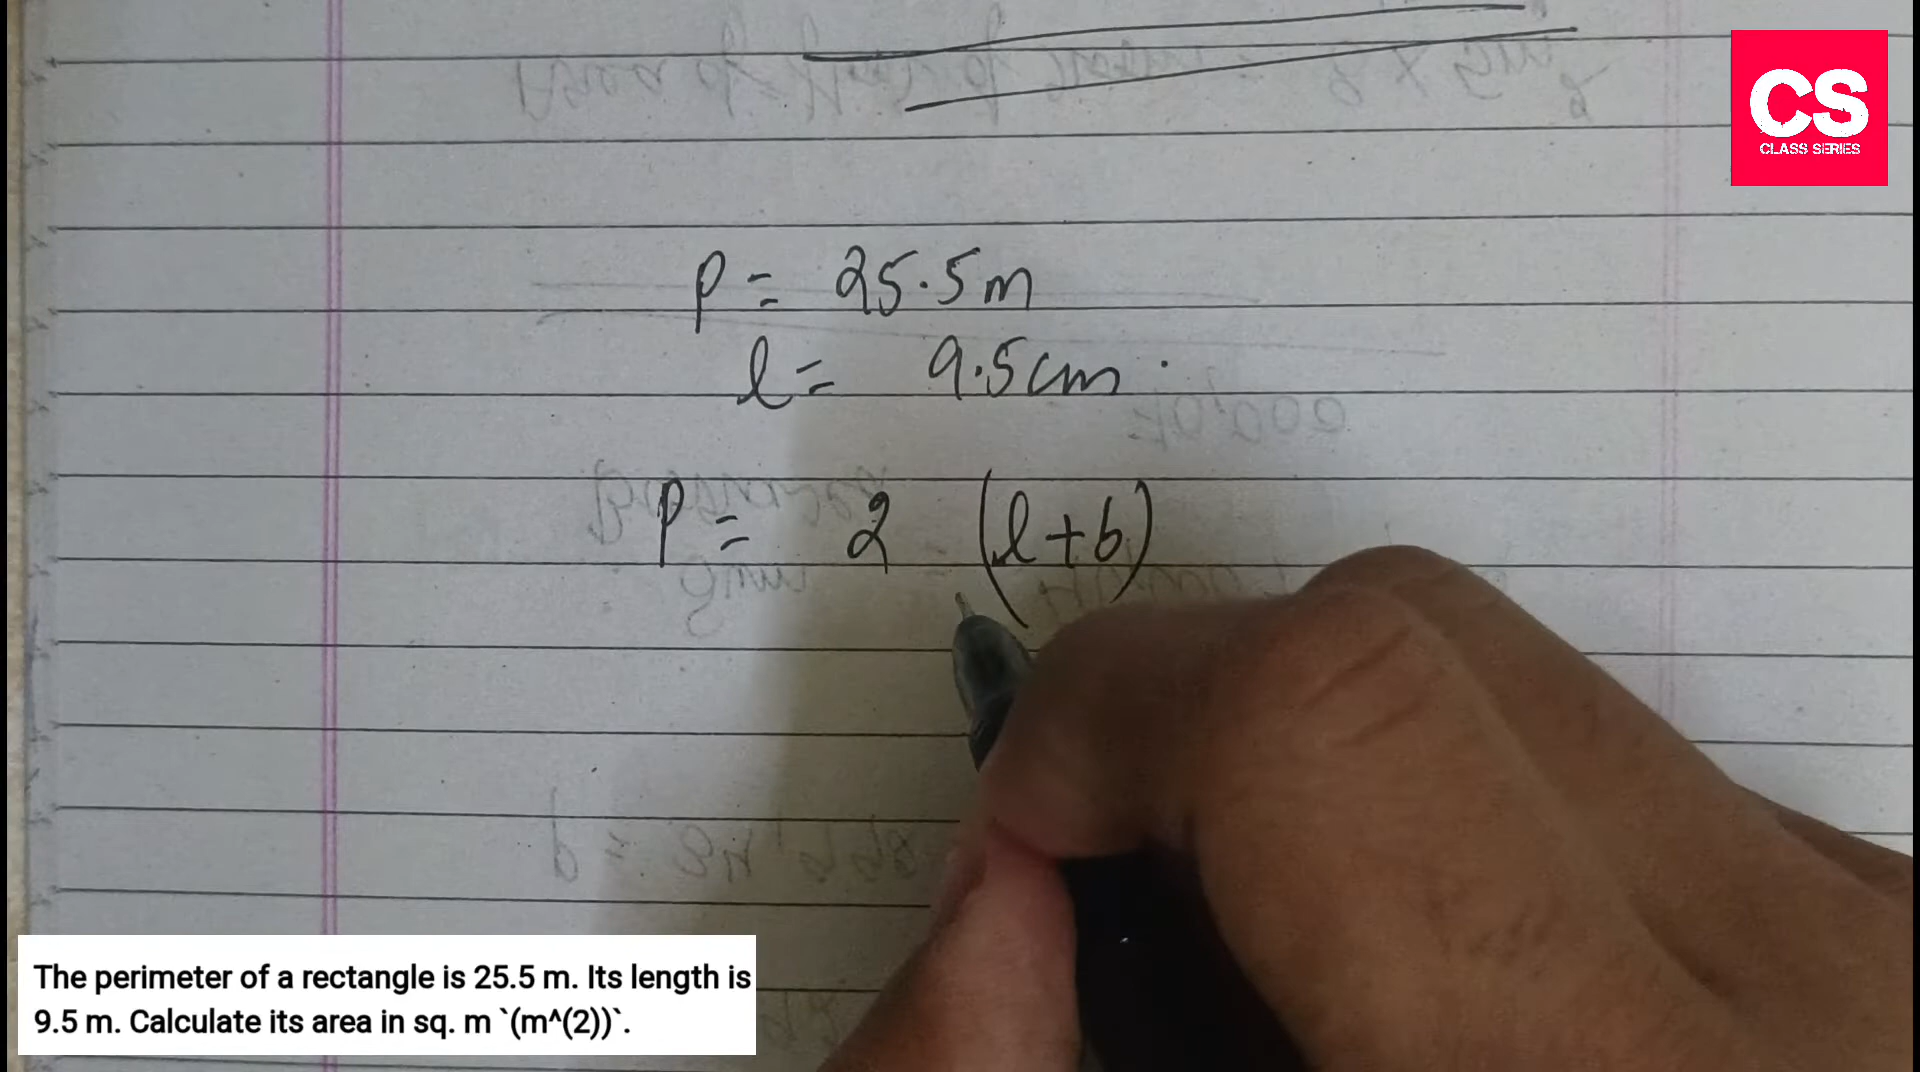 CS
CLASS SERIES
P = 25.5m
l = 9.5cm.
P = 2 (l+b)
The perimeter of a rectangle is 25.5 m. Its length is
9.5 m. Calculate its area in sq. m `(m^(2))`.